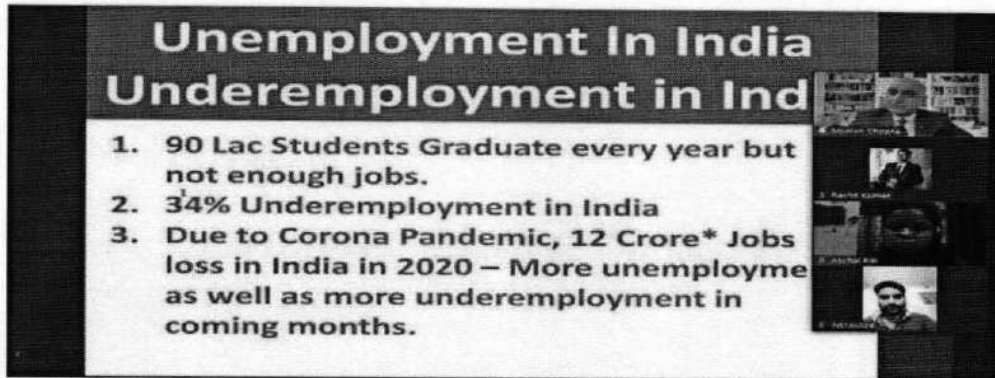 Unemployment In India
Underemployment in Ind
1. 90 Lac Students Graduate every year but
not enough jobs.
2. 34% Underemployment in India
3. Due to Corona Pandemic, 12 Crore* Jobs
loss in India in 2020 – More unemployme
as well as more underemployment in
coming months.
Rachit Kumar